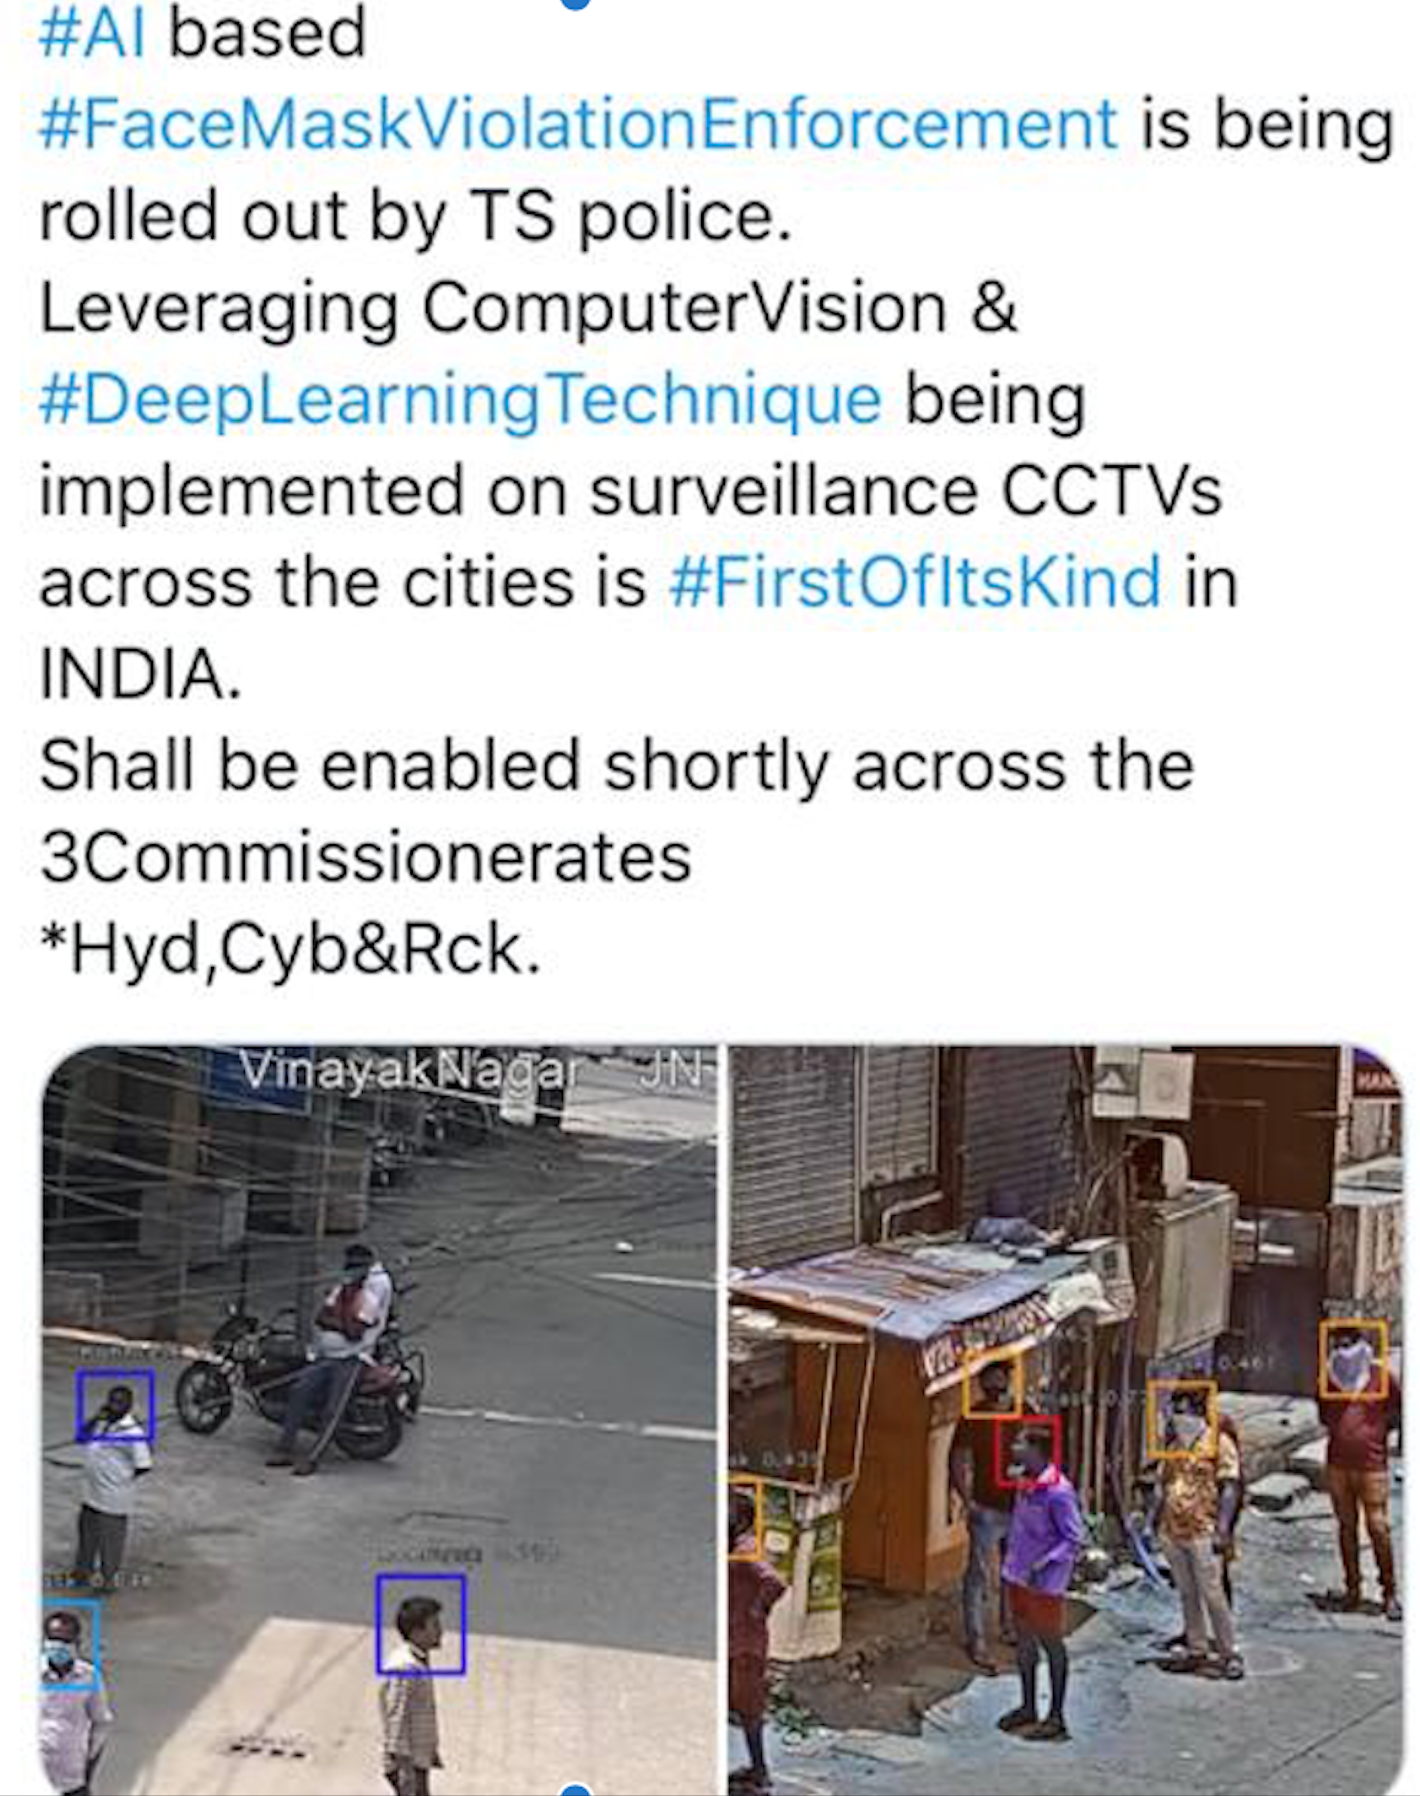 #AI based
#FaceMaskViolationEnforcement is being
rolled out by TS police.
Leveraging ComputerVision &
#DeepLearningTechnique being
implemented on surveillance CCTVs
across the cities is #FirstOfItsKind in
INDIA.
Shall be enabled shortly across the
3Commissionerates
*Hyd,Cyb&Rck.
VinayakNagar JN
HAN